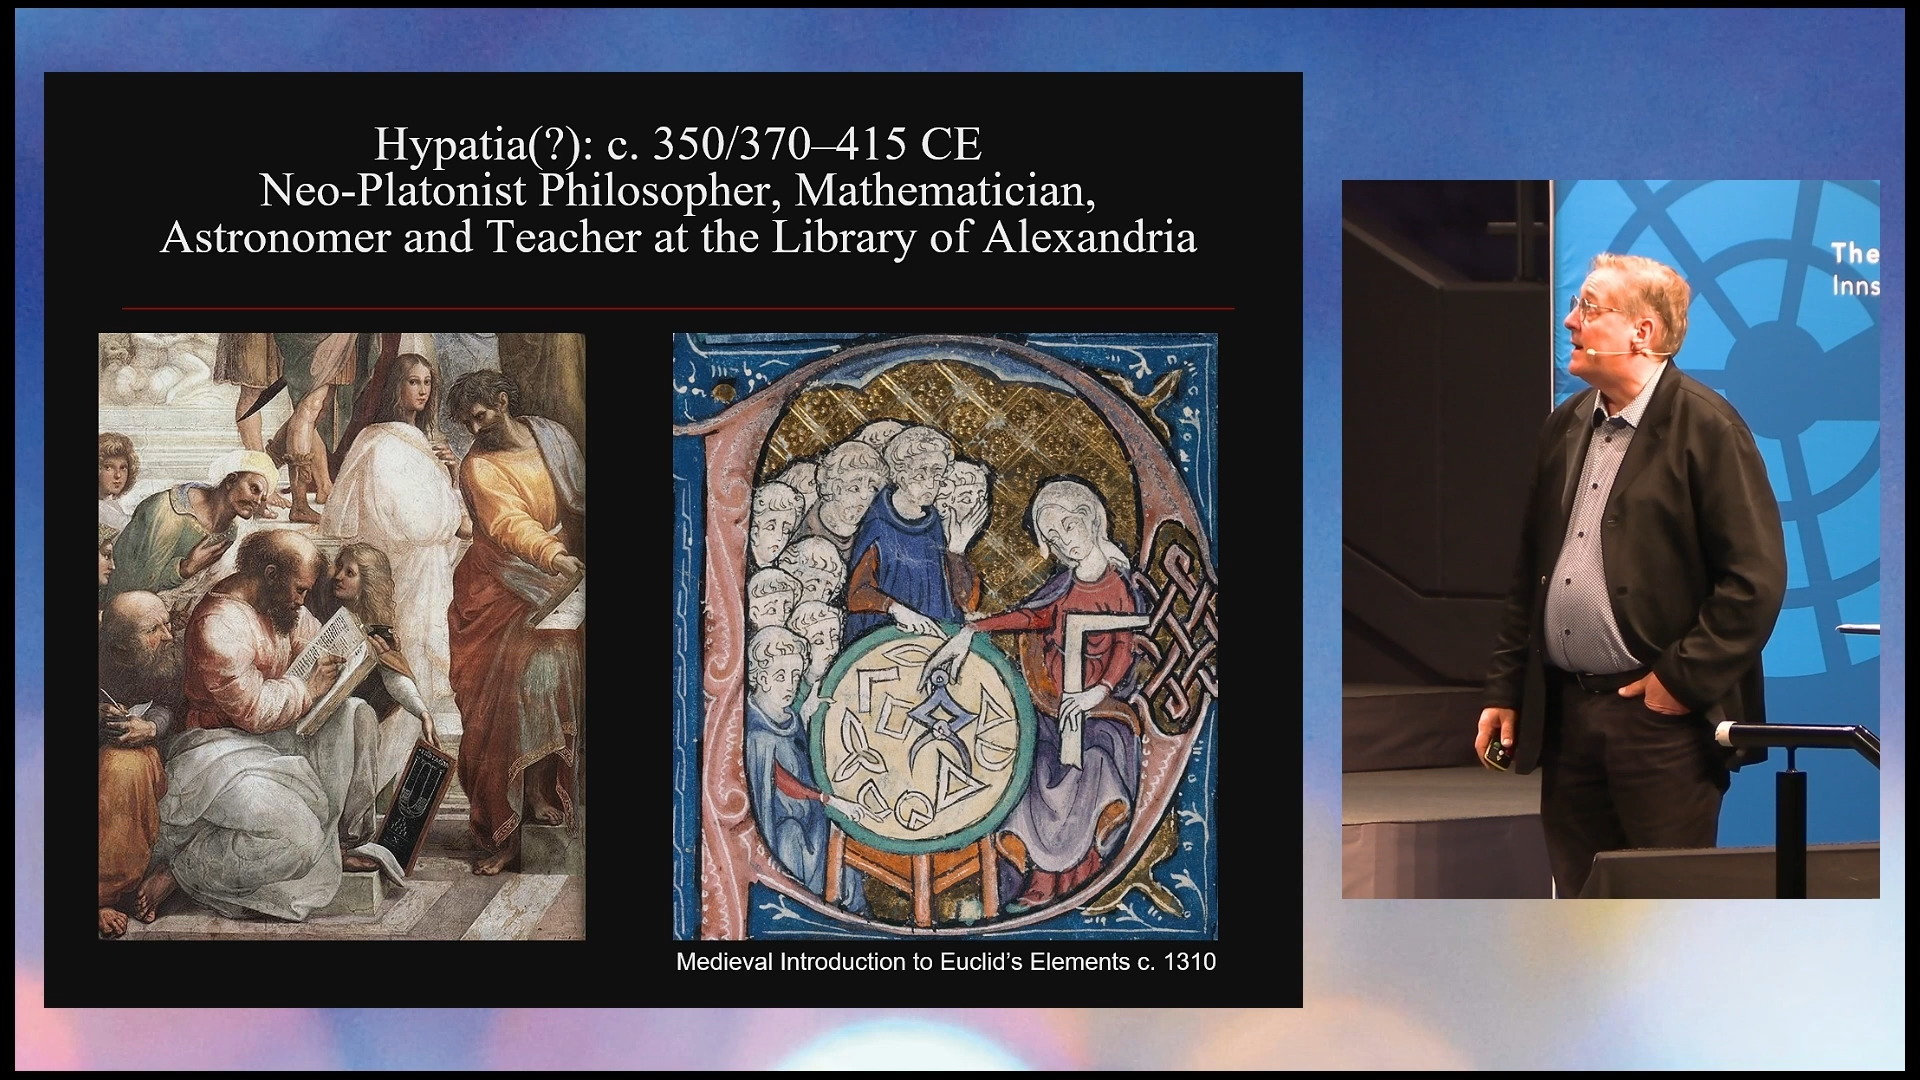 Hypatia(?): c. 350/370–415 CE
Neo-Platonist Philosopher, Mathematician,
Astronomer and Teacher at the Library of Alexandria
Medieval Introduction to Euclid’s Elements c. 1310
The
Inns